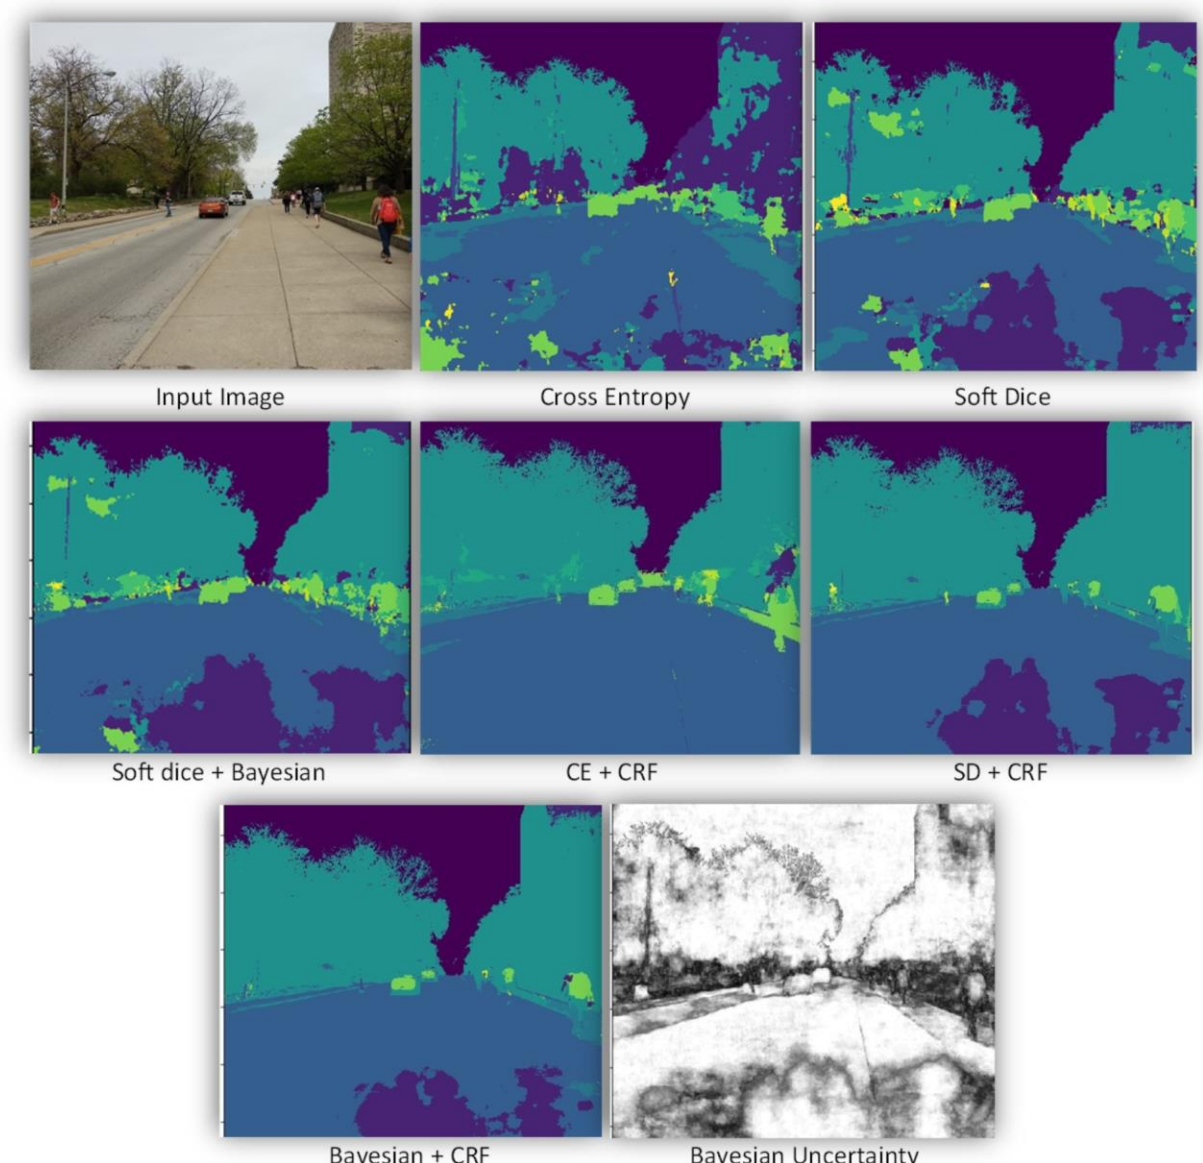 Input Image
Cross Entropy
Soft Dice
Soft dice + Bayesian
CE + CRF
SD + CRF
Bayesian + CRF
Bayesian Uncertainty